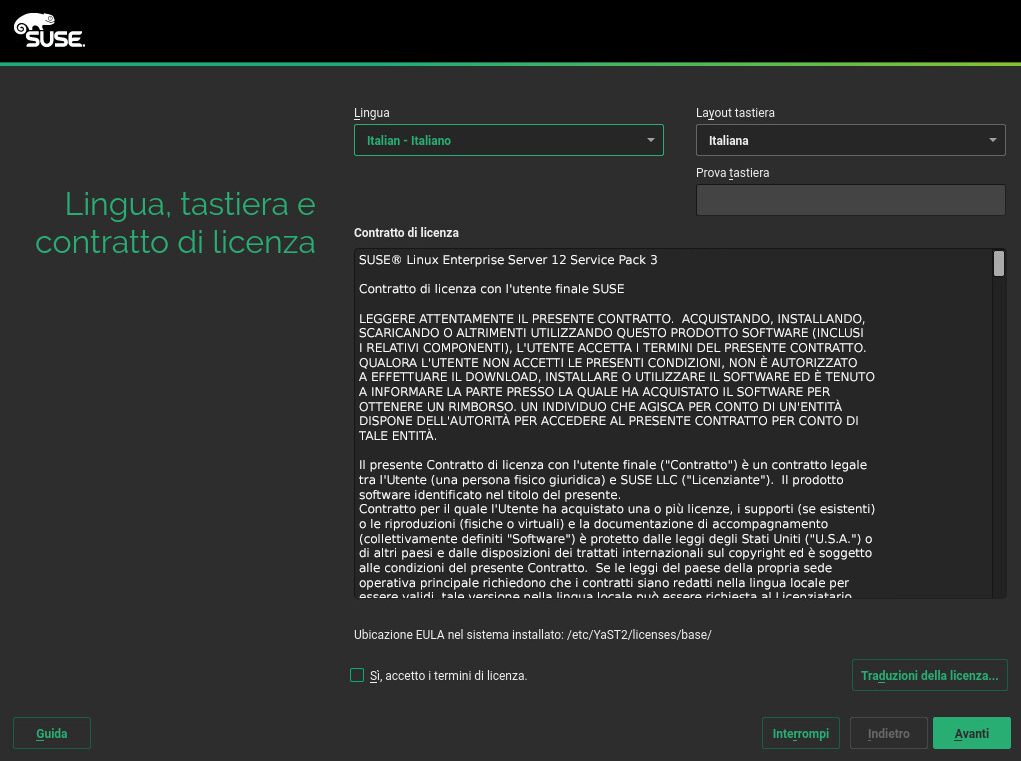 SUSE.
Lingua, tastiera e
contratto di licenza
Lingua
Italian - Italiano
Layout tastiera
Italiana
Prova tastiera
Contratto di licenza
SUSE® Linux Enterprise Server 12 Service Pack 3
Contratto di licenza con l'utente finale SUSE
LEGGERE ATTENTAMENTE IL PRESENTE CONTRATTO.  ACQUISTANDO, INSTALLANDO,
SCARICANDO O ALTRIMENTI UTILIZZANDO QUESTO PRODOTTO SOFTWARE (INCLUSI
I RELATIVI COMPONENTI), L'UTENTE ACCETTA I TERMINI DEL PRESENTE CONTRATTO.
QUALORA L'UTENTE NON ACCETTI LE PRESENTI CONDIZIONI, NON È AUTORIZZATO
A EFFETTUARE IL DOWNLOAD, INSTALLARE O UTILIZZARE IL SOFTWARE ED È TENUTO
A INFORMARE LA PARTE PRESSO LA QUALE HA ACQUISTATO IL SOFTWARE PER
OTTENERE UN RIMBORSO. UN INDIVIDUO CHE AGISCA PER CONTO DI UN'ENTITÀ
DISPONE DELL'AUTORITÀ PER ACCEDERE AL PRESENTE CONTRATTO PER CONTO DI
TALE ENTITÀ.
Il presente Contratto di licenza con l'utente finale ("Contratto") è un contratto legale
tra l'Utente (una persona fisico giuridica) e SUSE LLC ("Licenziante").  Il prodotto
software identificato nel titolo del presente.
Contratto per il quale l'Utente ha acquistato una o più licenze, i supporti (se esistenti)
o le riproduzioni (fisiche o virtuali) e la documentazione di accompagnamento
(collettivamente definiti "Software") è protetto dalle leggi degli Stati Uniti ("U.S.A.") o
di altri paesi e dalle disposizioni dei trattati internazionali sul copyright ed è soggetto
alle condizioni del presente Contratto.  Se le leggi del paese della propria sede
operativa principale richiedono che i contratti siano redatti nella lingua locale per
essere validi, tale versione nella lingua locale può essere richiesta al Licenziatario
Ubicazione EULA nel sistema installato: /etc/YaST2/licenses/base/
Sì, accetto i termini di licenza.
Traduzioni della licenza...
Guida
Interrompi
Indietro
Avanti